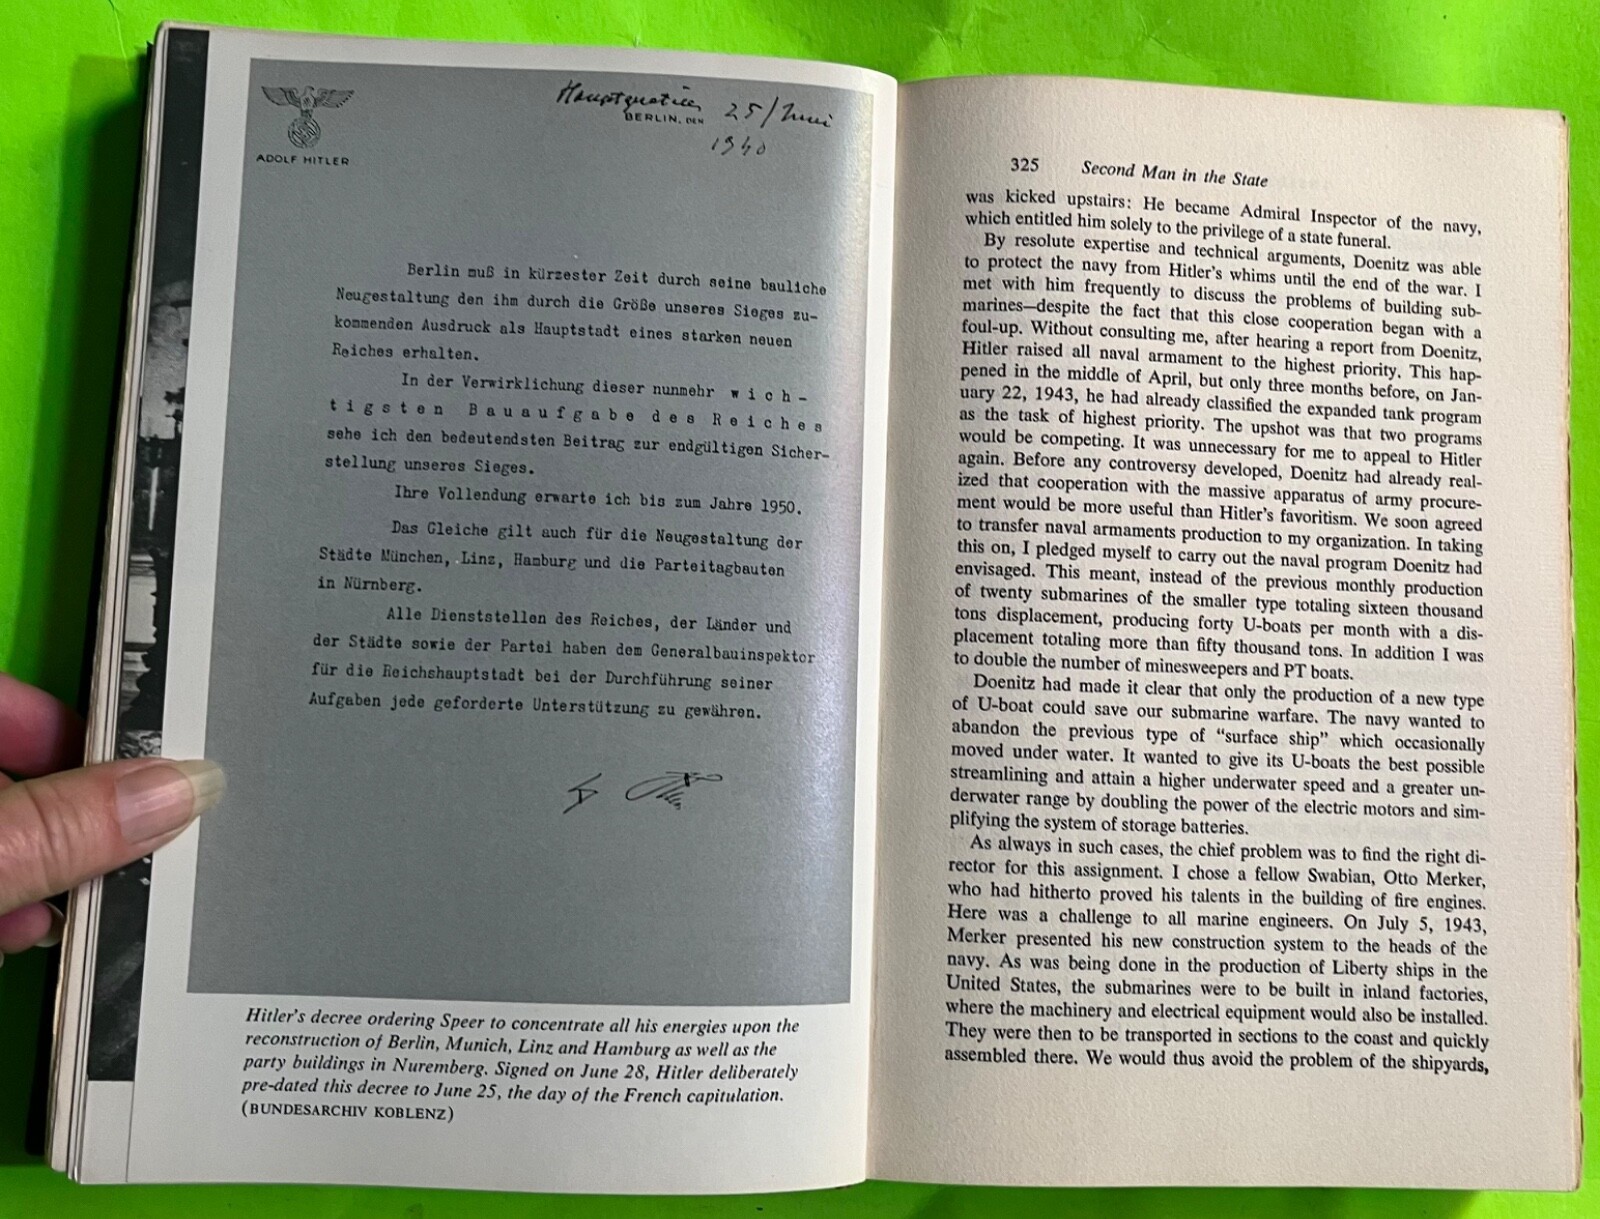 Hauptquartier 25/Juni
BERLIN, DEN
1940
ADOLF HITLER
Berlin muß in kürzester Zeit durch seine bauliche
Neugestaltung den ihm durch die Größe unseres Sieges zu-
kommenden Ausdruck als Hauptstadt eines starken neuen
Reiches erhalten.
In der Verwirklichung dieser nunmehr w i c h -
t i g s t e n B a u a u f g a b e d e s R e i c h e s
sehe ich den bedeutendsten Beitrag zur endgültigen Sicher-
stellung unseres Sieges.
Ihre Vollendung erwarte ich bis zum Jahre 1950.
Das Gleiche gilt auch für die Neugestaltung der
Städte München, Linz, Hamburg und die Parteitagbauten
in Nürnberg.
Alle Dienststellen des Reiches, der Länder und
der Städte sowie der Partei haben dem Generalbauinspektor
für die Reichshauptstadt bei der Durchführung seiner
Aufgaben jede geforderte Unterstützung zu gewähren.
Hitler's decree ordering Speer to concentrate all his energies upon the
reconstruction of Berlin, Munich, Linz and Hamburg as well as the
party buildings in Nuremberg. Signed on June 28, Hitler deliberately
pre-dated this decree to June 25, the day of the French capitulation.
(BUNDESARCHIV KOBLENZ)
325 Second Man in the State
was kicked upstairs: He became Admiral Inspector of the navy,
which entitled him solely to the privilege of a state funeral.
By resolute expertise and technical arguments, Doenitz was able
to protect the navy from Hitler's whims until the end of the war. I
met with him frequently to discuss the problems of building sub-
marines—despite the fact that this close cooperation began with a
foul-up. Without consulting me, after hearing a report from Doenitz,
Hitler raised all naval armament to the highest priority. This hap-
pened in the middle of April, but only three months before, on Jan-
uary 22, 1943, he had already classified the expanded tank program
as the task of highest priority. The upshot was that two programs
would be competing. It was unnecessary for me to appeal to Hitler
again. Before any controversy developed, Doenitz had already real-
ized that cooperation with the massive apparatus of army procure-
ment would be more useful than Hitler's favoritism. We soon agreed
to transfer naval armaments production to my organization. In taking
this on, I pledged myself to carry out the naval program Doenitz had
envisaged. This meant, instead of the previous monthly production
of twenty submarines of the smaller type totaling sixteen thousand
tons displacement, producing forty U-boats per month with a dis-
placement totaling more than fifty thousand tons. In addition I was
to double the number of minesweepers and PT boats.
Doenitz had made it clear that only the production of a new type
of U-boat could save our submarine warfare. The navy wanted to
abandon the previous type of “surface ship” which occasionally
moved under water. It wanted to give its U-boats the best possible
streamlining and attain a higher underwater speed and a greater un-
derwater range by doubling the power of the electric motors and sim-
plifying the system of storage batteries.
As always in such cases, the chief problem was to find the right di-
rector for this assignment. I chose a fellow Swabian, Otto Merker,
who had hitherto proved his talents in the building of fire engines.
Here was a challenge to all marine engineers. On July 5, 1943,
Merker presented his new construction system to the heads of the
navy. As was being done in the production of Liberty ships in the
United States, the submarines were to be built in inland factories,
where the machinery and electrical equipment would also be installed.
They were then to be transported in sections to the coast and quickly
assembled there. We would thus avoid the problem of the shipyards,